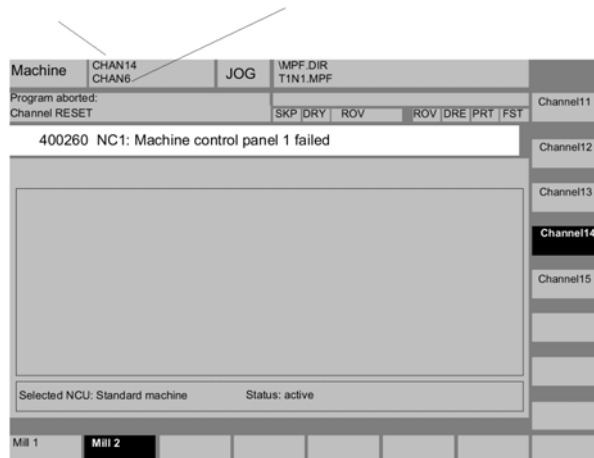 Machine
CHAN14
CHAN6
JOG
\MPF.DIR
T1N1.MPF
Program aborted:
Channel RESET
SKP DRY ROV ROV DRE PRT FST
400260 NC1: Machine control panel 1 failed
Channel11
Channel12
Channel13
Channel14
Channel15
Selected NCU: Standard machine Status: active
Mill 1 Mill 2